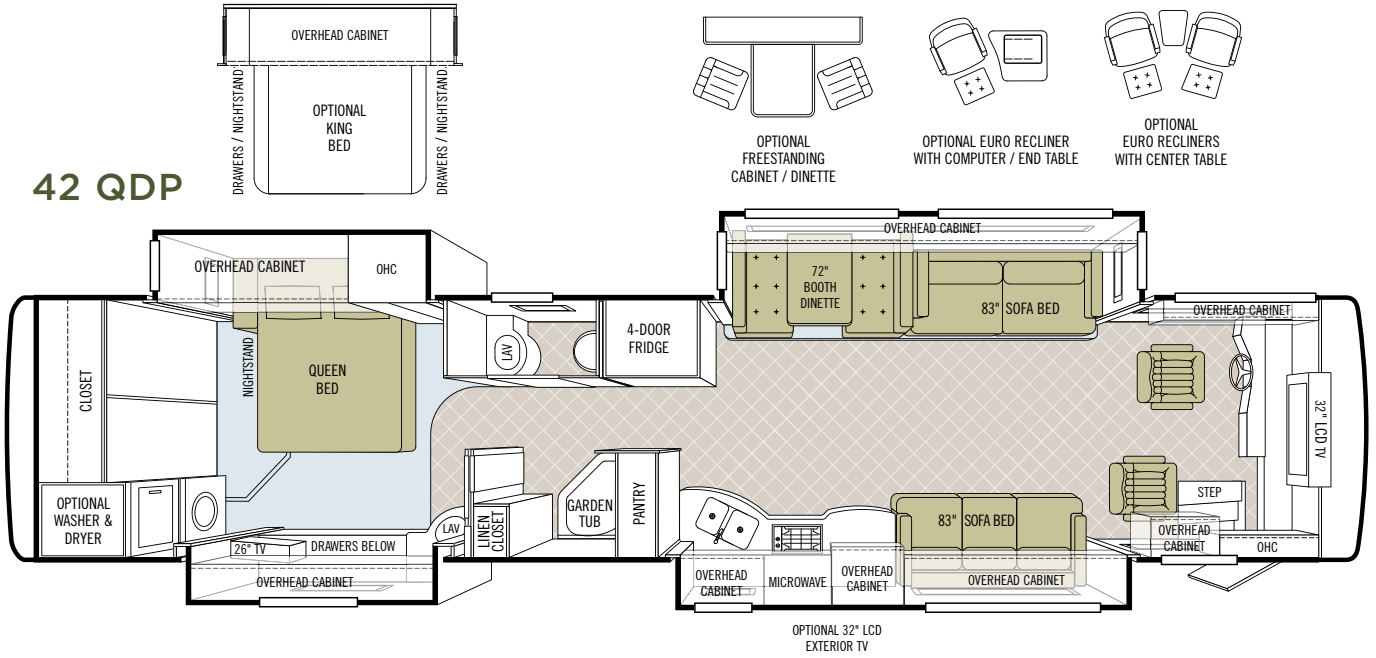 OVERHEAD CABINET
DRAWERS / NIGHTSTAND
OPTIONAL
KING
BED
DRAWERS / NIGHTSTAND
OPTIONAL
FREESTANDING
CABINET / DINETTE
OPTIONAL EURO RECLINER
WITH COMPUTER / END TABLE
OPTIONAL
EURO RECLINERS
WITH CENTER TABLE
42 QDP
OVERHEAD CABINET
OHC
OVERHEAD CABINET
72"
BOOTH
DINETTE
83" SOFA BED
OVERHEAD CABINET
CLOSET
NIGHTSTAND
QUEEN
BED
LAV
4-DOOR
FRIDGE
32" LCD TV
OPTIONAL
WASHER &
DRYER
26" TV
DRAWERS BELOW
OVERHEAD CABINET
LAV
LINEN
CLOSET
GARDEN
TUB
PANTRY
OVERHEAD
CABINET
MICROWAVE
OVERHEAD
CABINET
83" SOFA BED
OVERHEAD CABINET
STEP
OVERHEAD
CABINET
OHC
OPTIONAL 32" LCD
EXTERIOR TV